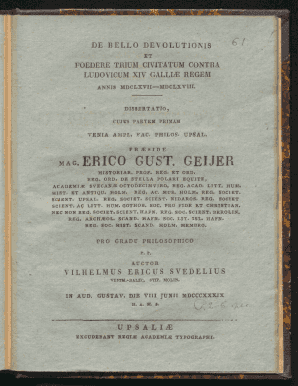 61
DE BELLO DEVOLUTIONIS
ET
FOEDERE TRIUM CIVITATUM CONTRA
LUDOVICUM XIV GALLIÆ REGEM
ANNIS MDCLXVII—MDCLXVIII.
DISSERTATIO,
CUJUS PARTEM PRIMAM
VENIA AMPL. FAC. PHILOS. UPSAL.
PRÆSIDE
MAG. ERICO GUST. GEIJER
HISTORIAR. PROF. REG. ET ORD.
REG. ORD. DE STELLA POLARI EQUITE,
ACADEMIÆ SVECANÆ OCTODECIMVIRO, REG. ACAD. LITT. HUM.
HIST. ET ANTIQU. HOLM., REG. AC. MUS. HOLM., REG. SOCIET.
SCIENT. UPSAL. REG. SOCIET. SCIENT. NIDAROS. REG. SOCIET
SCIENT. AC LITT. HUM. GOTHOB. SOC. PRO FIDE ET CHRISTIAN.
NEC NON REG. SOCIET. SCIENT. HAFN. REG. SOC. SCIENT. BEROLIN.
REG. ARCHÆOL. SCAND. HAFN. SOC. LIT. ISL. HAFN.
REG. SOC. HIST. SCAND. HOLM. MEMBRO.
PRO GRADU PHILOSOPHICO
P. P.
AUCTOR
VILHELMUS ERICUS SVEDELIUS
VESTM.-DALEC. STIP.
IN AUD. GUSTAV. DIE VIII JUNII MDCCCXXXIX
H. A. M. S.
UPSALIÆ
EXCUDEBANT REGIÆ ACADEMIÆ TYPOGRAPHI.